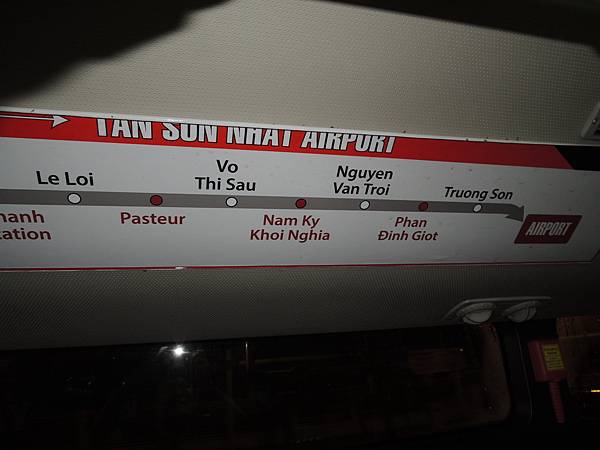 TAN SON NHAT AIRPORT
Le Loi
Vo
Thi Sau
Nguyen
Van Troi
Truong Son
Pasteur
Nam Ky
Khoi Nghia
Phan
Đinh Giot
AIRPORT